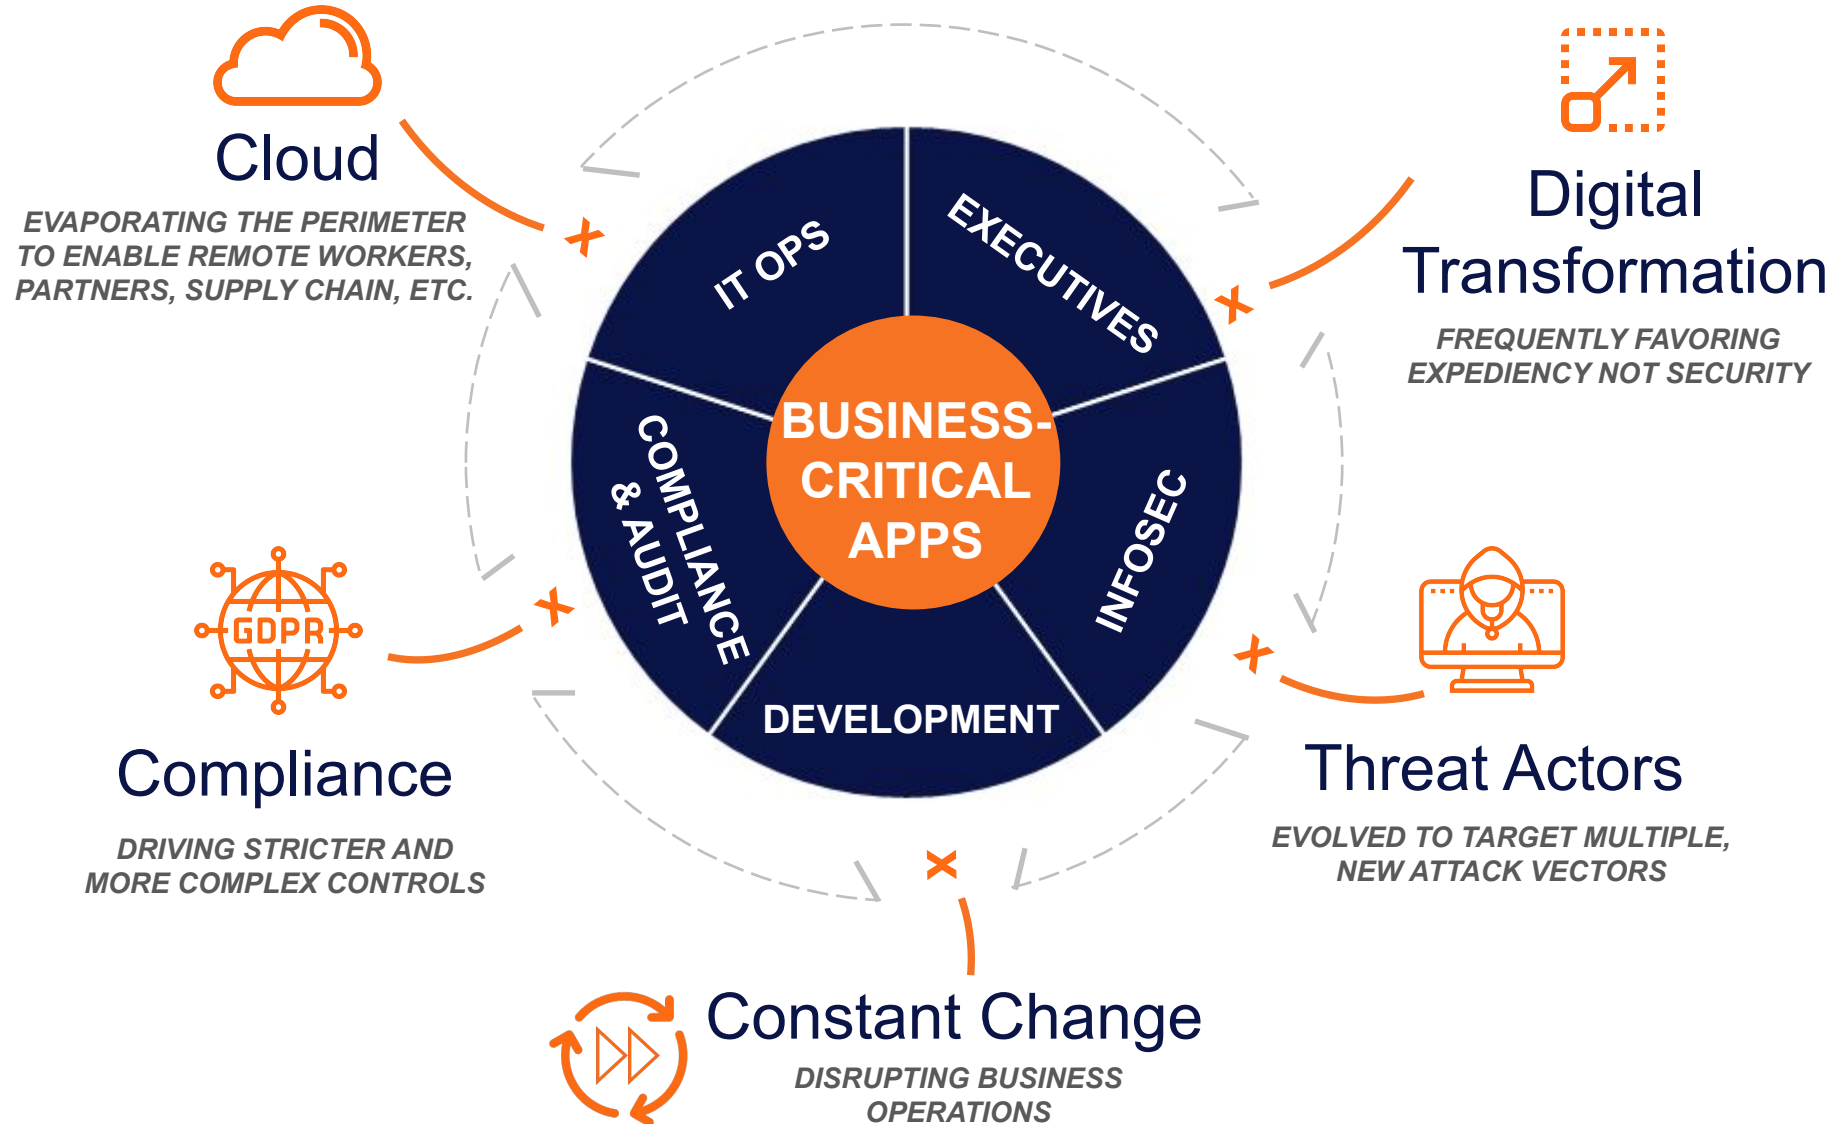 Cloud
EVAPORATING THE PERIMETER
TO ENABLE REMOTE WORKERS,
PARTNERS, SUPPLY CHAIN, ETC.
Digital
Transformation
FREQUENTLY FAVORING
EXPEDIENCY NOT SECURITY
IT OPS
EXECUTIVES
BUSINESS-
CRITICAL
APPS
COMPLIANCE
& AUDIT
INFOSEC
DEVELOPMENT
GDPR
Compliance
DRIVING STRICTER AND
MORE COMPLEX CONTROLS
Threat Actors
EVOLVED TO TARGET MULTIPLE,
NEW ATTACK VECTORS
Constant Change
DISRUPTING BUSINESS
OPERATIONS